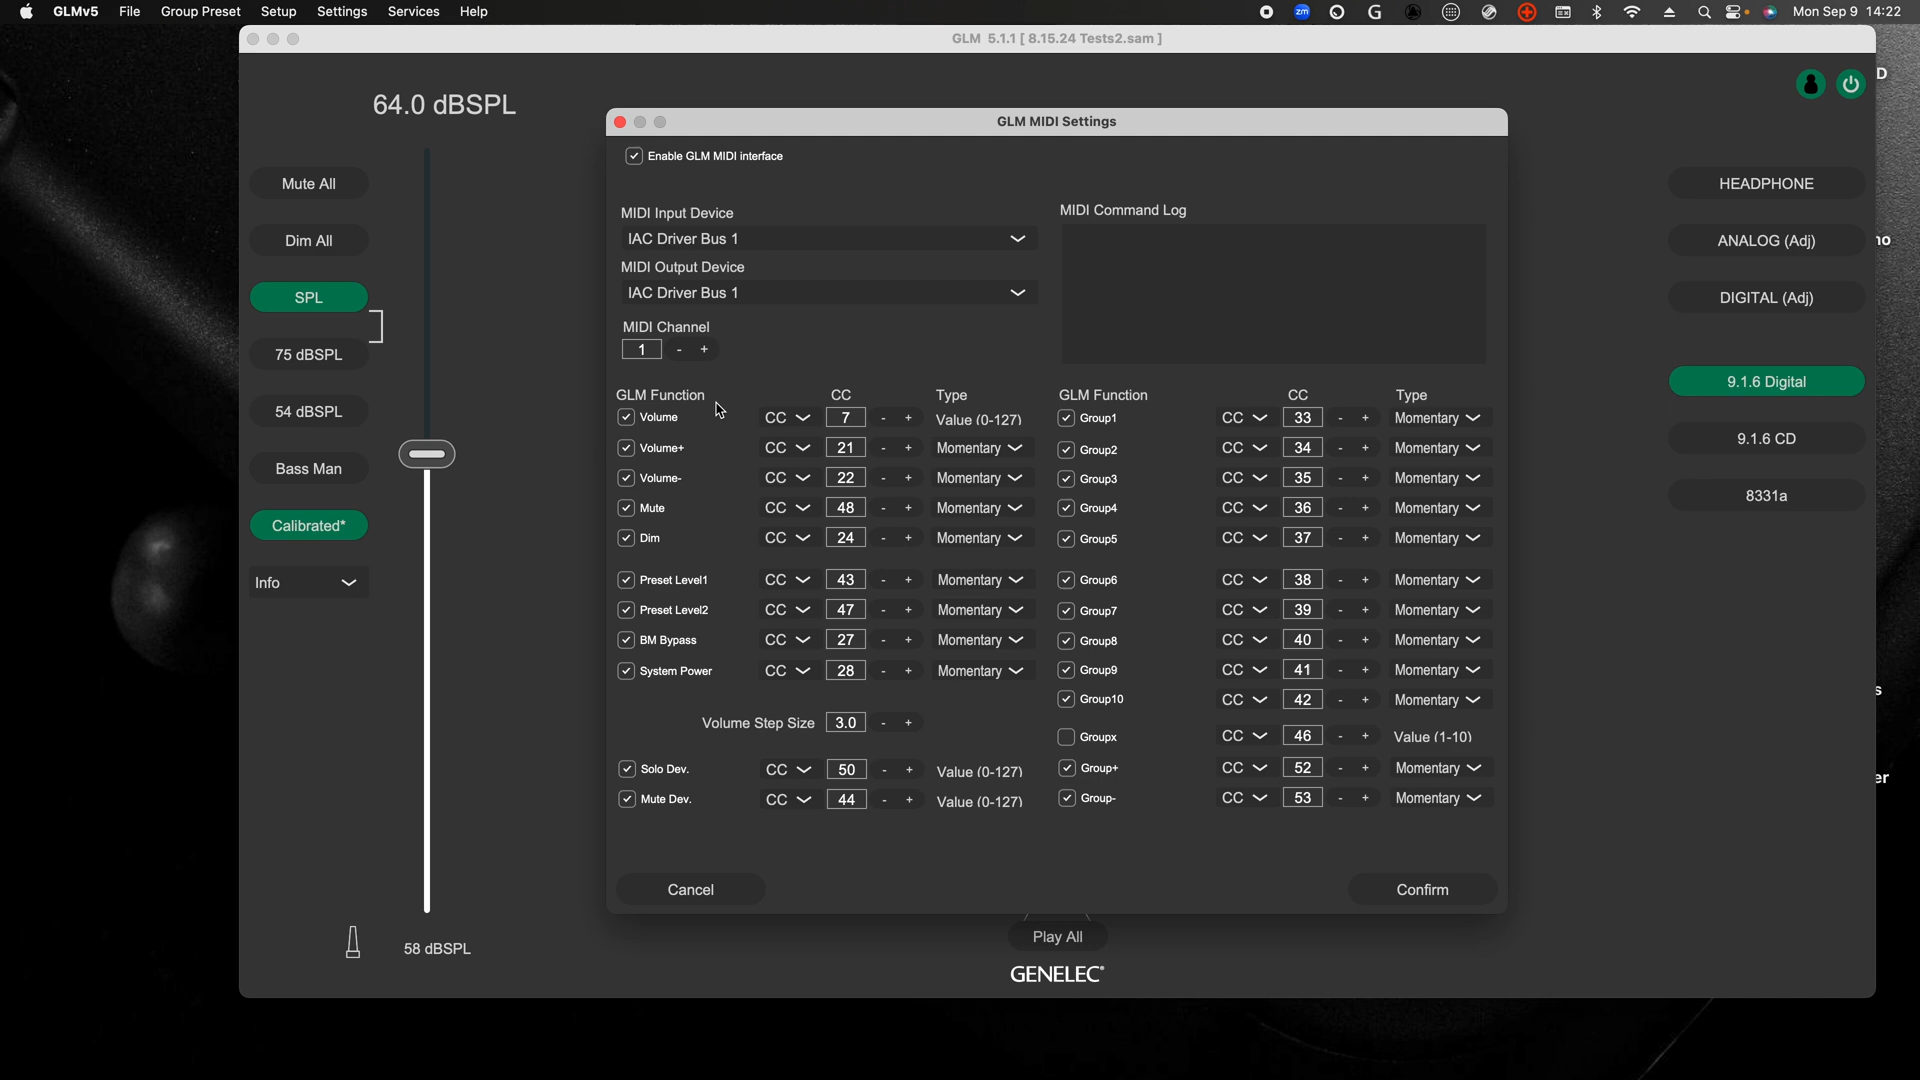 GLMv5 File Group Preset Setup Settings Services Help Mon Sep 9 14:22
GLM 5.1.1 [ 8.15.24 Tests2.sam ]
64.0 dBSPL
Mute All
Dim All
SPL
75 dBSPL
54 dBSPL
Bass Man
Calibrated*
Info
58 dBSPL
GLM MIDI Settings
Enable GLM MIDI interface
MIDI Input Device
IAC Driver Bus 1
MIDI Output Device
IAC Driver Bus 1
MIDI Channel
1 - +
MIDI Command Log
GLM Function CC Type
Volume CC 7 - + Value (0-127)
Volume+ CC 21 - + Momentary
Volume- CC 22 - + Momentary
Mute CC 48 - + Momentary
Dim CC 24 - + Momentary
Preset Level1 CC 43 - + Momentary
Preset Level2 CC 47 - + Momentary
BM Bypass CC 27 - + Momentary
System Power CC 28 - + Momentary
Volume Step Size 3.0 - +
Solo Dev. CC 50 - + Value (0-127)
Mute Dev. CC 44 - + Value (0-127)
GLM Function CC Type
Group1 CC 33 - + Momentary
Group2 CC 34 - + Momentary
Group3 CC 35 - + Momentary
Group4 CC 36 - + Momentary
Group5 CC 37 - + Momentary
Group6 CC 38 - + Momentary
Group7 CC 39 - + Momentary
Group8 CC 40 - + Momentary
Group9 CC 41 - + Momentary
Group10 CC 42 - + Momentary
Groupx CC 46 - + Value (1-10)
Group+ CC 52 - + Momentary
Group- CC 53 - + Momentary
Cancel
Confirm
Play All
GENELEC®
HEADPHONE
ANALOG (Adj)
DIGITAL (Adj)
9.1.6 Digital
9.1.6 CD
8331a